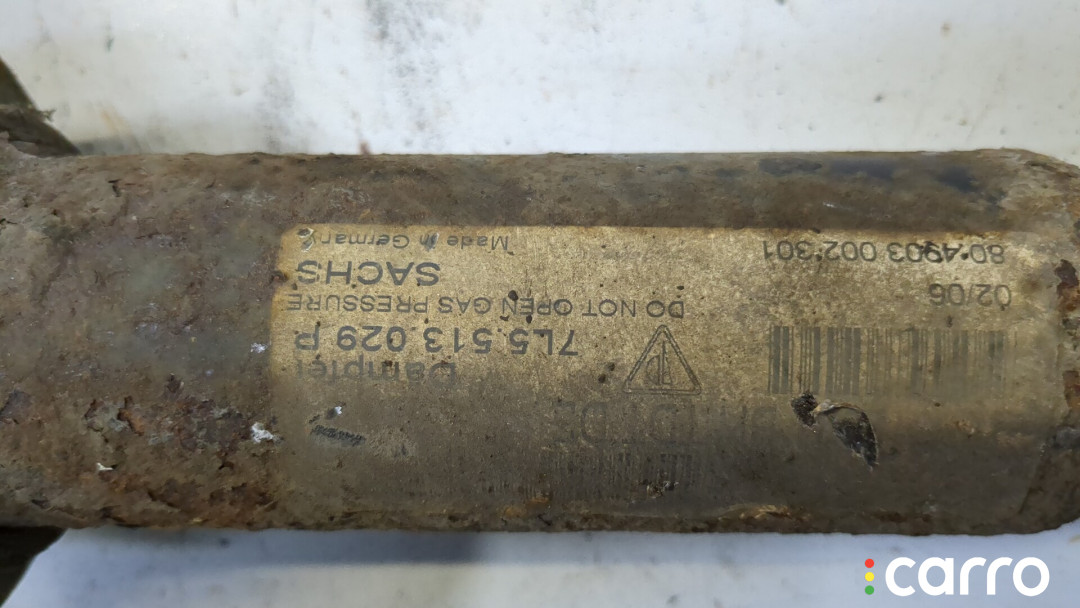 Dämpfer
7L5.513.029 P
DO NOT OPEN GAS PRESSURE
SACHS
Made in Germany
02/06
80.4903 002 301
carro